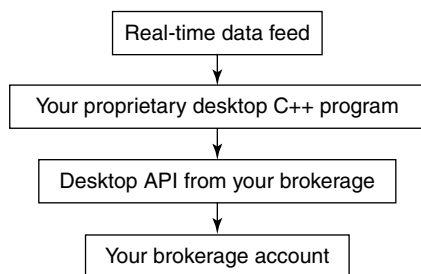 Real-time data feed
Your proprietary desktop C++ program
Desktop API from your brokerage
Your brokerage account